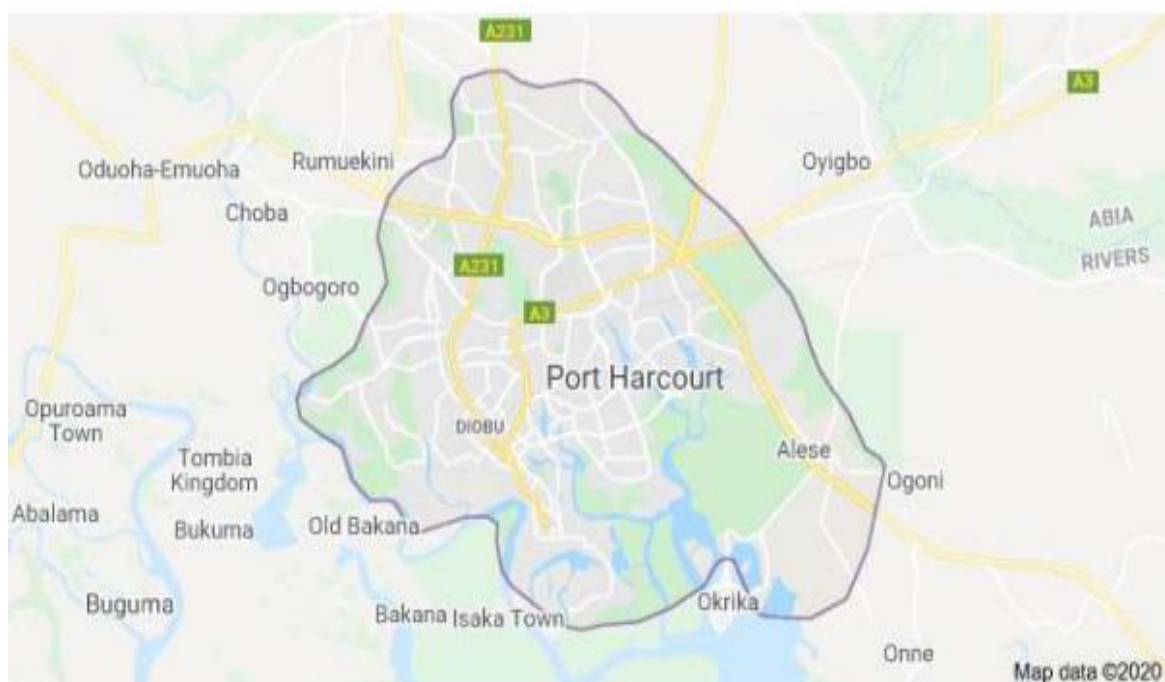 A231
A3
Oduoha-Emuoha
Rumuekini
Oyigbo
Choba
ABIA
RIVERS
A231
Ogbogoro
A3
Port Harcourt
Opuroama
Town
DIOBU
Alese
Tombia
Kingdom
Ogoni
Abalama
Bukuma
Old Bakana
Buguma
Bakana
Isaka Town
Okrika
Onne
Map data ©2020